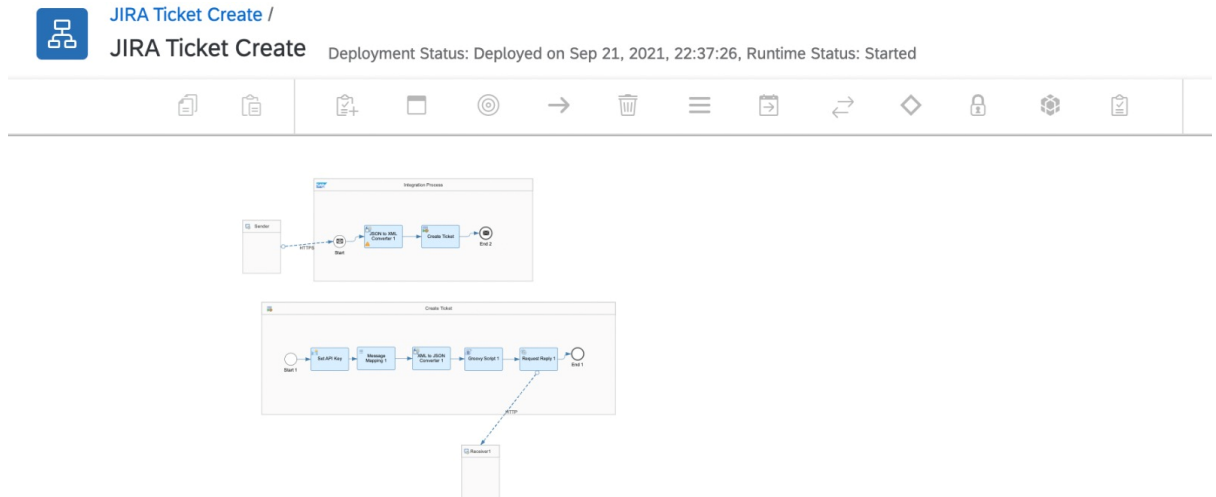 JIRA Ticket Create /
JIRA Ticket Create Deployment Status: Deployed on Sep 21, 2021, 22:37:26, Runtime Status: Started
Integration Process
Sender
HTTPS
Start
JSON to XML
Converter 1
Create Ticket
End 2
Create Ticket
Start 1
Set API Key
Message
Mapping 1
XML to JSON
Converter 1
Groovy Script 1
Request Reply 1
End 1
HTTP
Receiver1